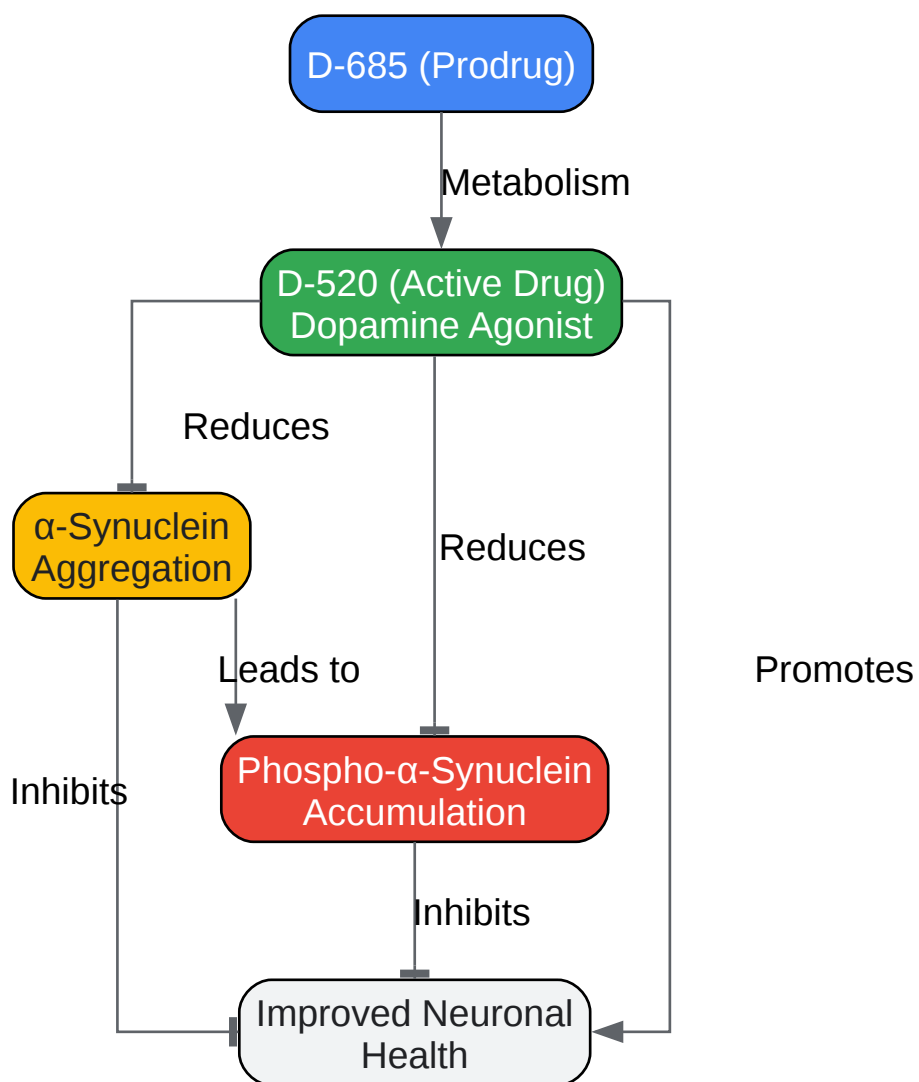 D-685 (Prodrug)
Metabolism
D-520 (Active Drug)
Dopamine Agonist
Reduces
α-Synuclein
Aggregation
Reduces
Leads to
Promotes
Phospho-α-Synuclein
Accumulation
Inhibits
Inhibits
Improved Neuronal
Health